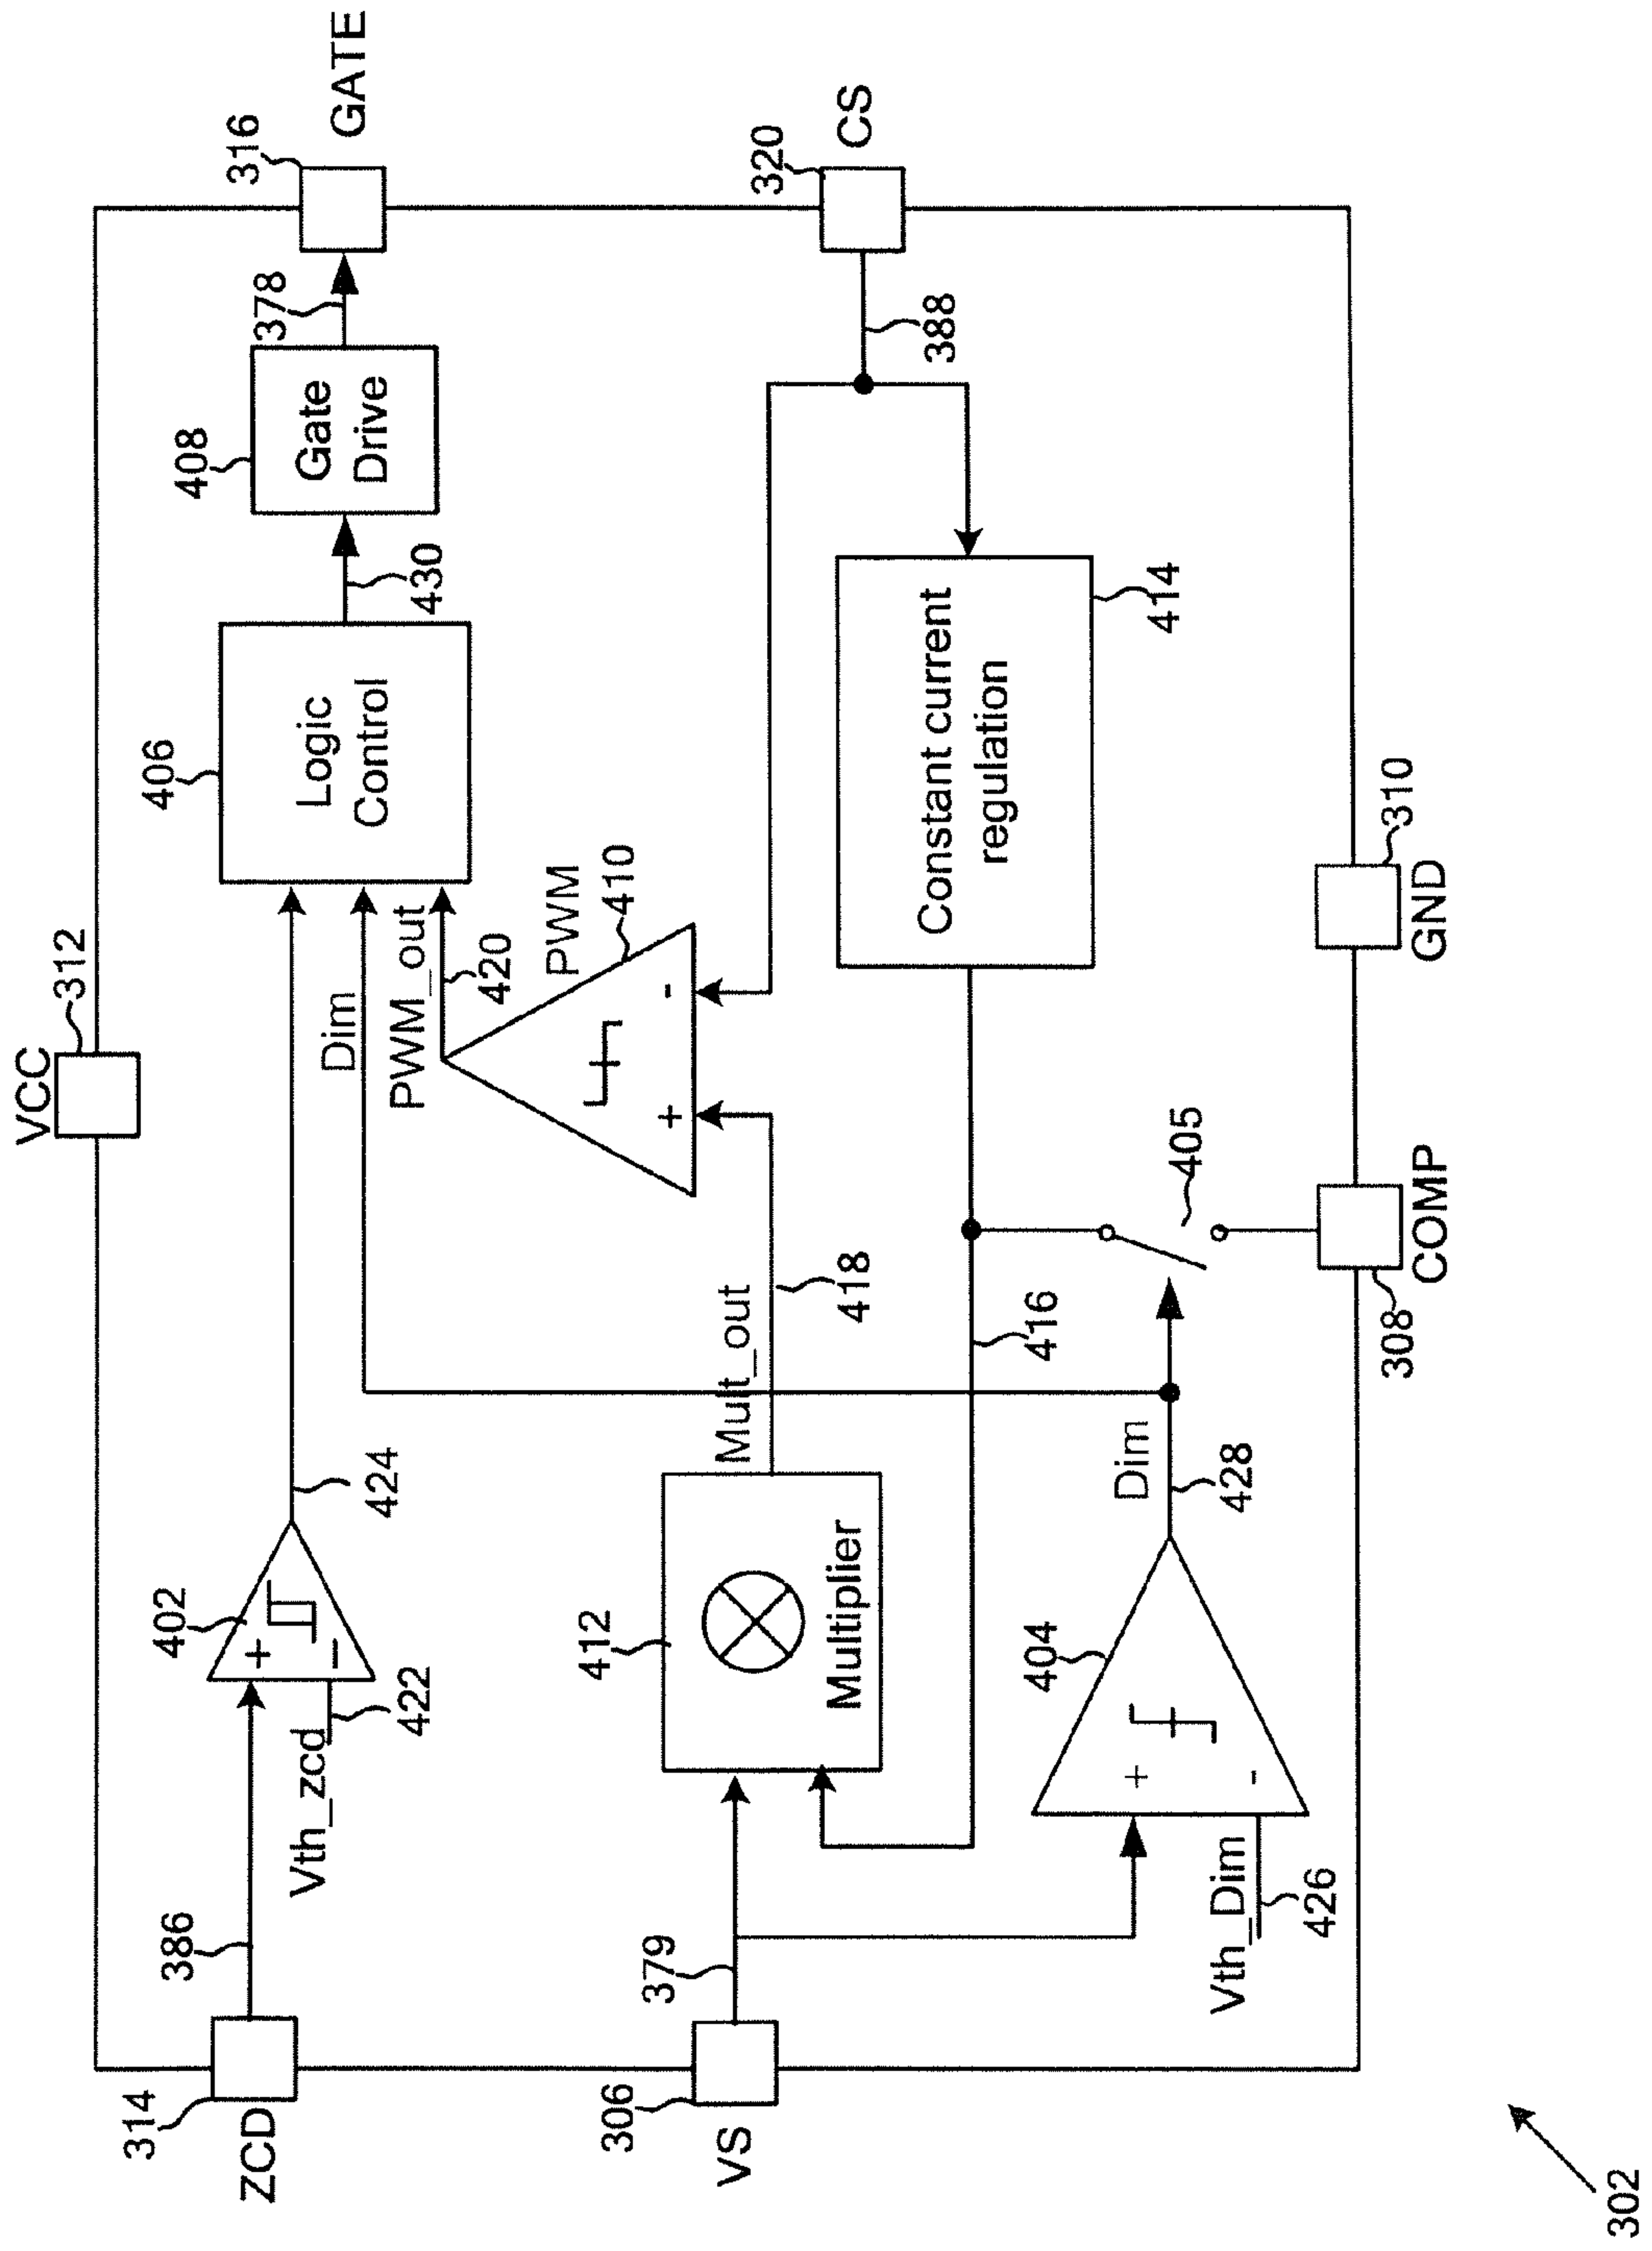 VCC
312
314
ZCD
386
Vth_zcd
422
402
424
Dim
PWM_out
420
406
Logic
Control
430
408
Gate
Drive
378
316
GATE
PWM
410
+
-
+
-
320
CS
388
306
VS
379
412
Multiplier
Mult_out
418
Constant current
regulation
414
416
404
+
-
Vth_Dim
426
Dim
428
405
308
COMP
310
GND
302